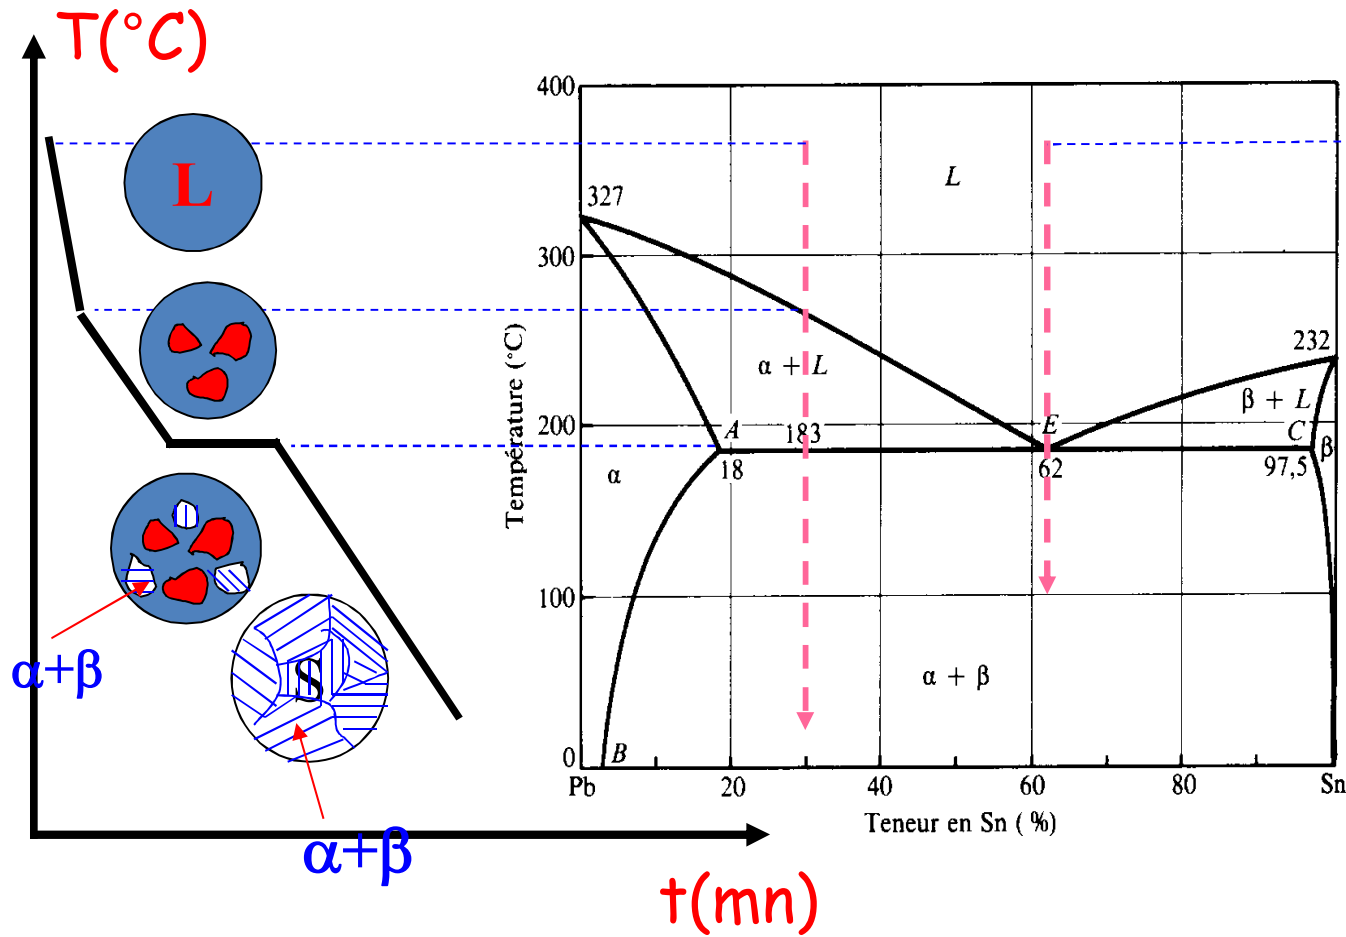 T(°C)
L
α+β
S
α+β
t(mn)
400
327
L
300
Température (°C)
α + L
232
β + L
200
A
183
E
C
β
α
18
62
97,5
100
α + β
0
B
Pb
20
40
60
80
Sn
Teneur en Sn ( %)